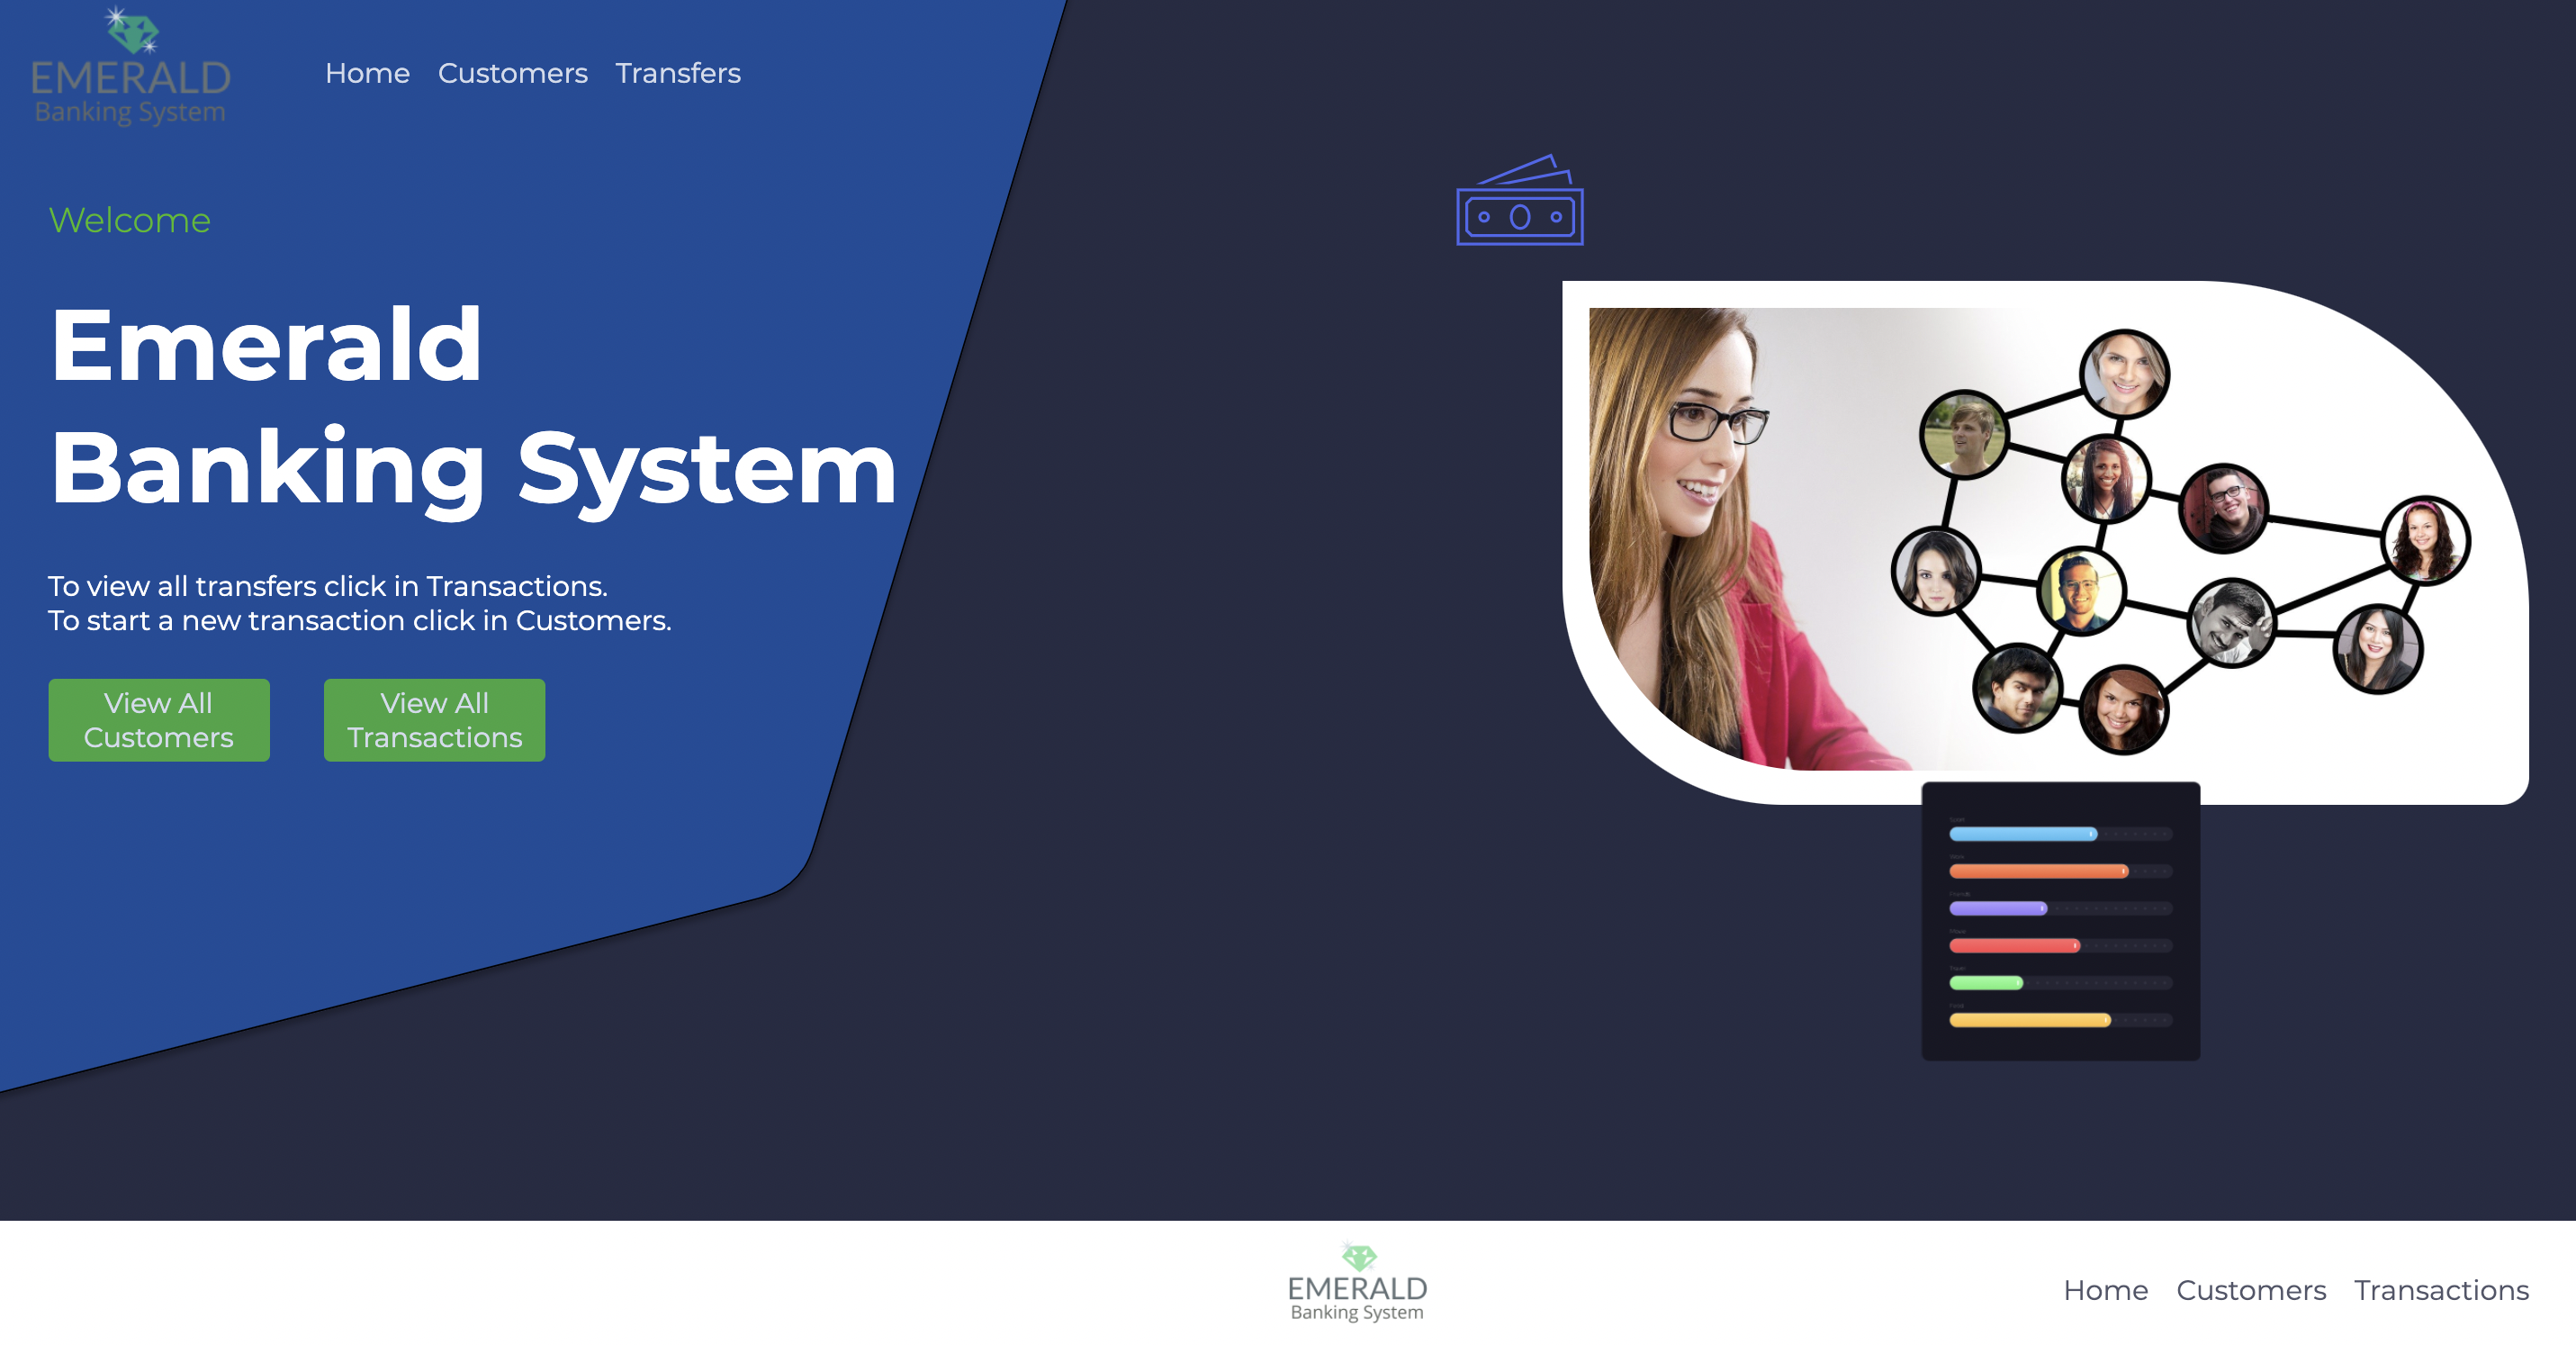 EMERALD
Banking System
Home Customers Transfers
Welcome
Emerald
Banking System
To view all transfers click in Transactions.
To start a new transaction click in Customers.
View All
Customers
View All
Transactions
EMERALD
Banking System
Home Customers Transactions